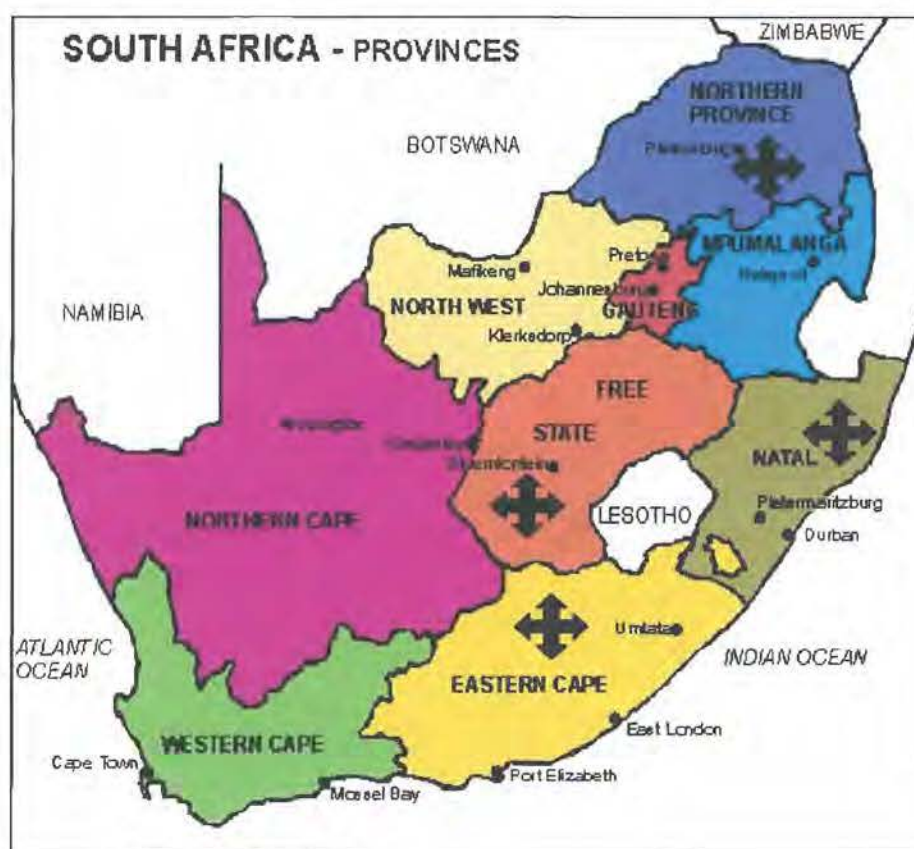 SOUTH AFRICA - PROVINCES
ZIMBABWE
NORTHERN
PROVINCE
BOTSWANA
MPUMALANGA
Mafikeng
NAMIBIA
NORTH WEST
Johannesburg
GAUTENG
Klerksdorp
FREE
STATE
NATAL
Bloemfontein
NORTHERN CAPE
LESOTHO
Pietermaritzburg
Durban
Umtata
ATLANTIC
OCEAN
INDIAN OCEAN
EASTERN CAPE
East London
WESTERN CAPE
Cape Town
Port Elizabeth
Mossel Bay